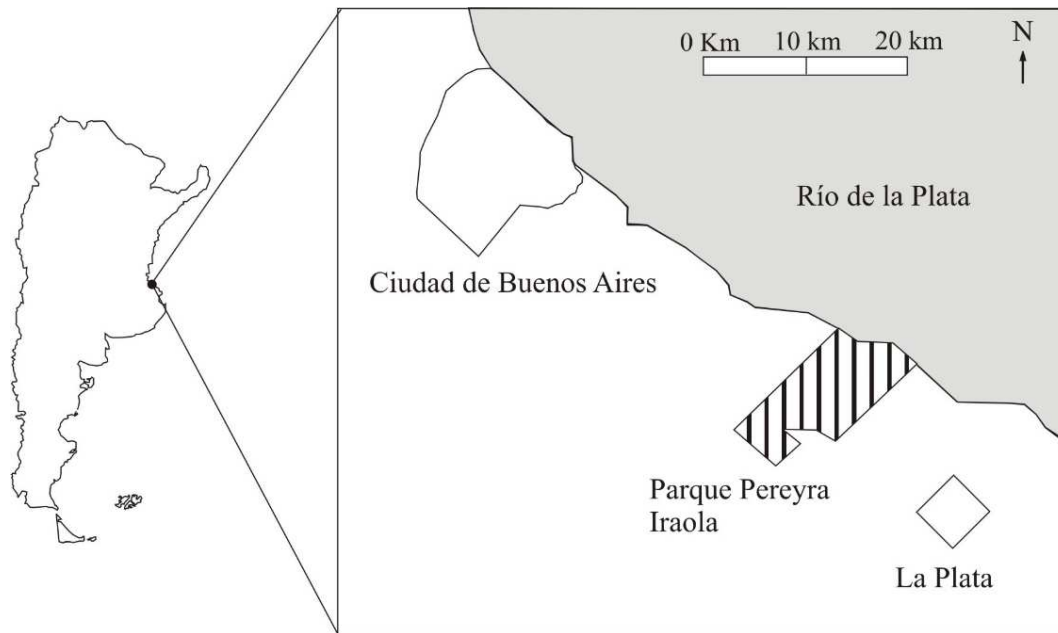 0 Km 10 km 20 km
N
Río de la Plata
Ciudad de Buenos Aires
Parque Pereyra
Iraola
La Plata